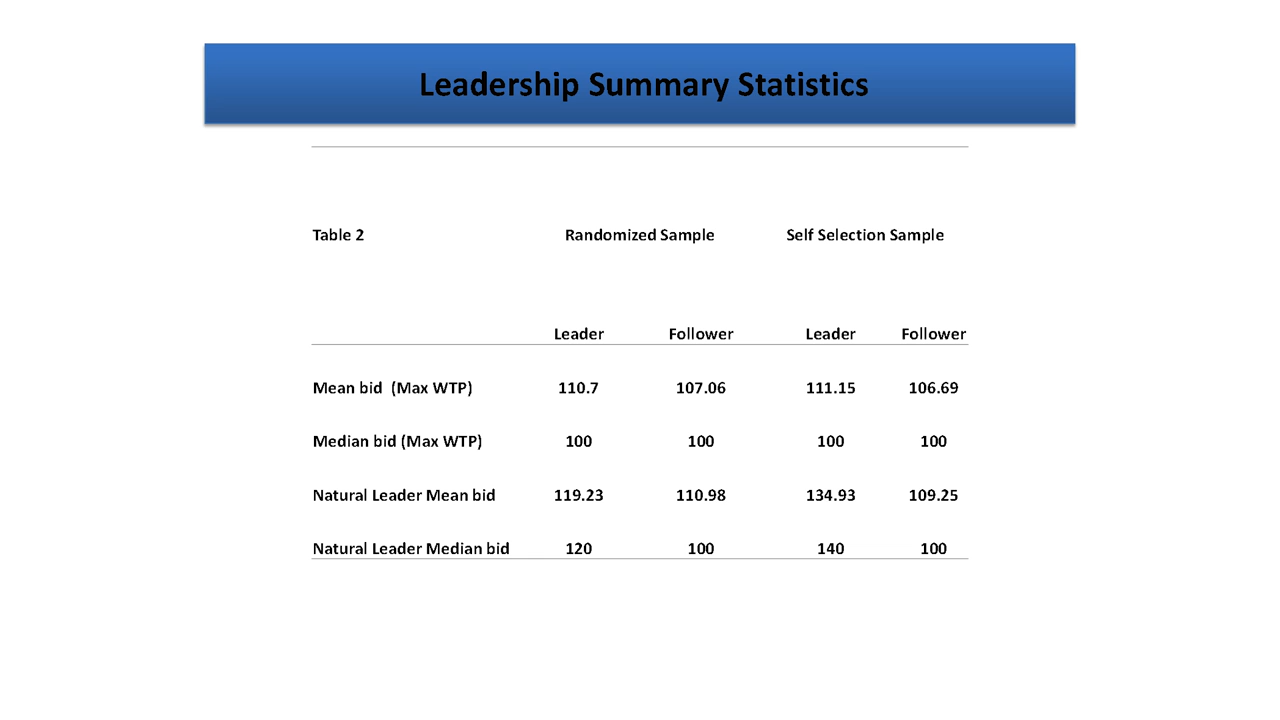 Leadership Summary Statistics
Table 2 Randomized Sample Self Selection Sample
Leader Follower Leader Follower
Mean bid (Max WTP) 110.7 107.06 111.15 106.69
Median bid (Max WTP) 100 100 100 100
Natural Leader Mean bid 119.23 110.98 134.93 109.25
Natural Leader Median bid 120 100 140 100